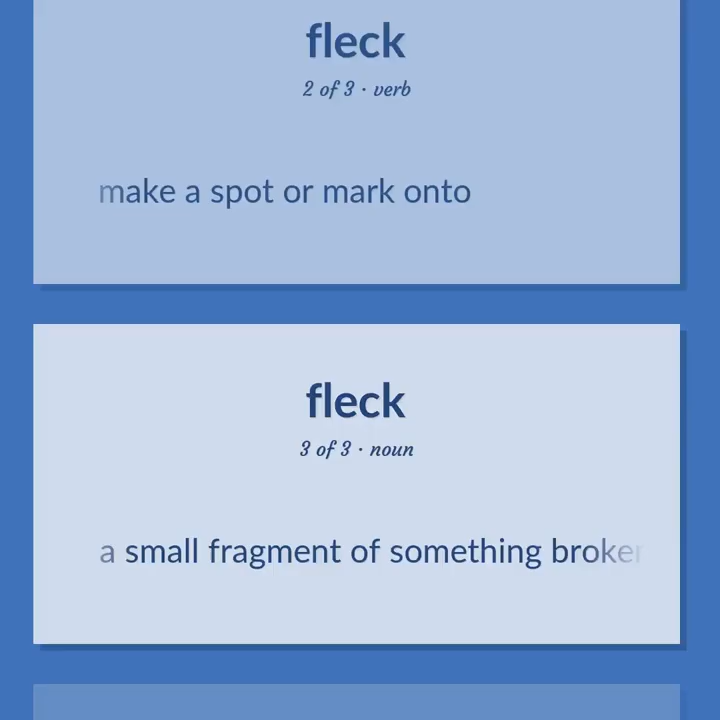 fleck
2 of 3 · verb
make a spot or mark onto
fleck
3 of 3 · noun
a small fragment of something broken